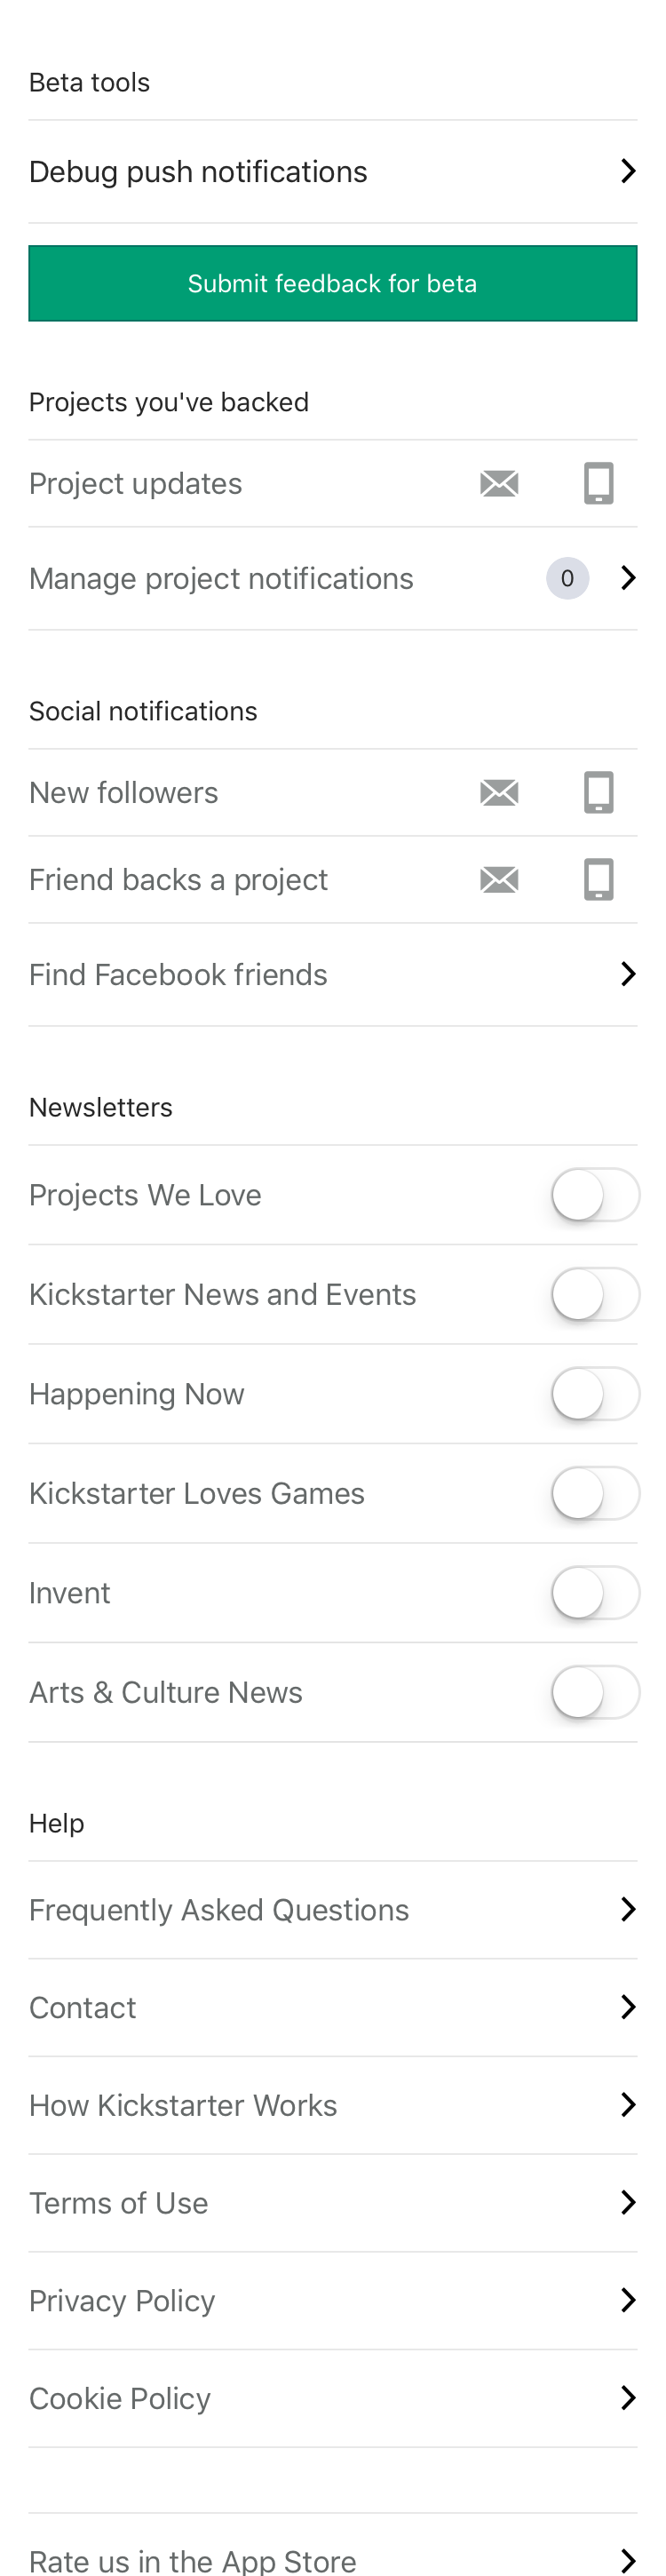 Beta tools
Debug push notifications
Submit feedback for beta
Projects you've backed
Project updates
Manage project notifications 0
Social notifications
New followers
Friend backs a project
Find Facebook friends
Newsletters
Projects We Love
Kickstarter News and Events
Happening Now
Kickstarter Loves Games
Invent
Arts & Culture News
Help
Frequently Asked Questions
Contact
How Kickstarter Works
Terms of Use
Privacy Policy
Cookie Policy
Rate us in the App Store